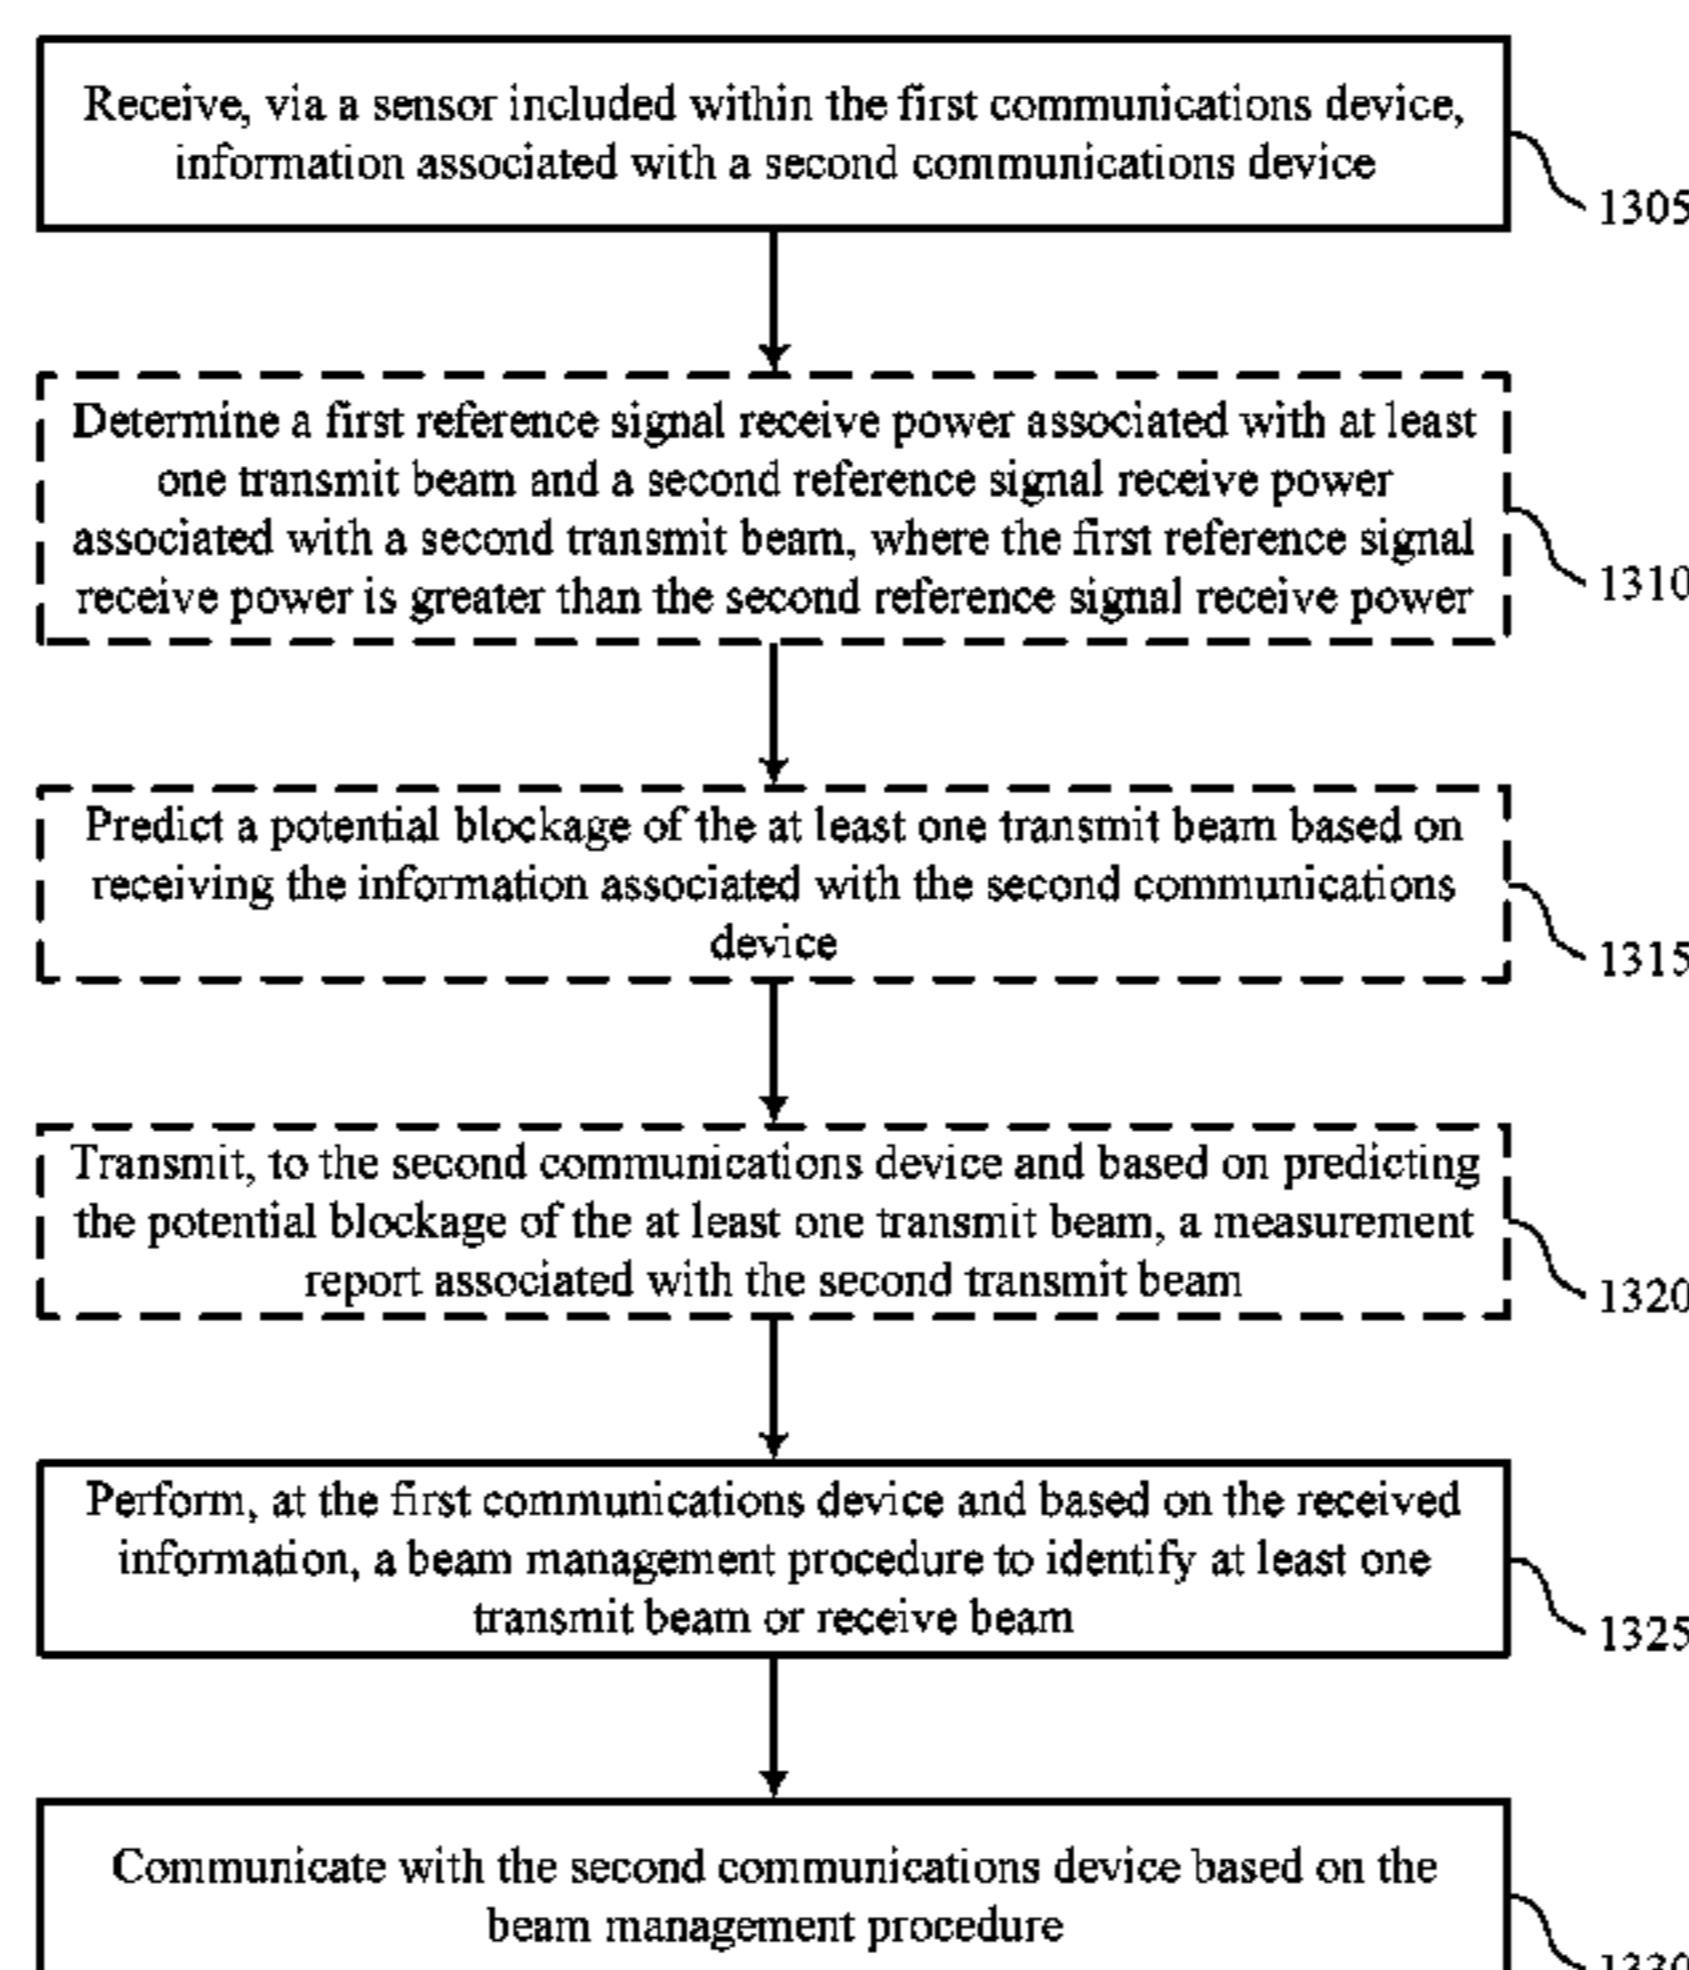 Receive, via a sensor included within the first communications device,
information associated with a second communications device
1305
Determine a first reference signal receive power associated with at least
one transmit beam and a second reference signal receive power
associated with a second transmit beam, where the first reference signal
receive power is greater than the second reference signal receive power
1310
Predict a potential blockage of the at least one transmit beam based on
receiving the information associated with the second communications
device
1315
Transmit, to the second communications device and based on predicting
the potential blockage of the at least one transmit beam, a measurement
report associated with the second transmit beam
1320
Perform, at the first communications device and based on the received
information, a beam management procedure to identify at least one
transmit beam or receive beam
1325
Communicate with the second communications device based on the
beam management procedure
1330